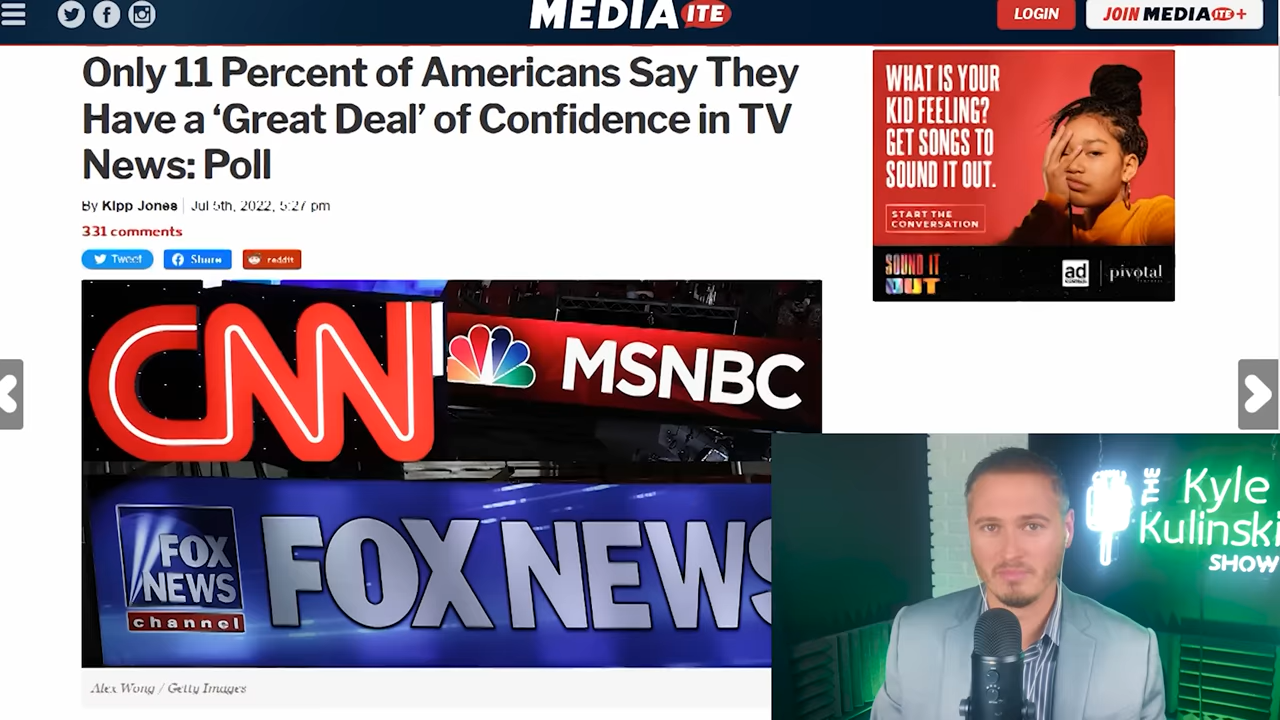 MEDIAITE
LOGIN
JOIN MEDIAITE+
Only 11 Percent of Americans Say They
Have a ‘Great Deal’ of Confidence in TV
News: Poll
By Kipp Jones | Jul 5th, 2022, 5:27 pm
331 comments
Tweet
Share
reddit
CNN
MSNBC
FOX
NEWS
channel
FOX NEWS
Alex Wong / Getty Images
WHAT IS YOUR
KID FEELING?
GET SONGS TO
SOUND IT OUT.
START THE
CONVERSATION
SOUND IT
OUT
ad
pivotal
THE
Kyle
Kulinski
SHOW